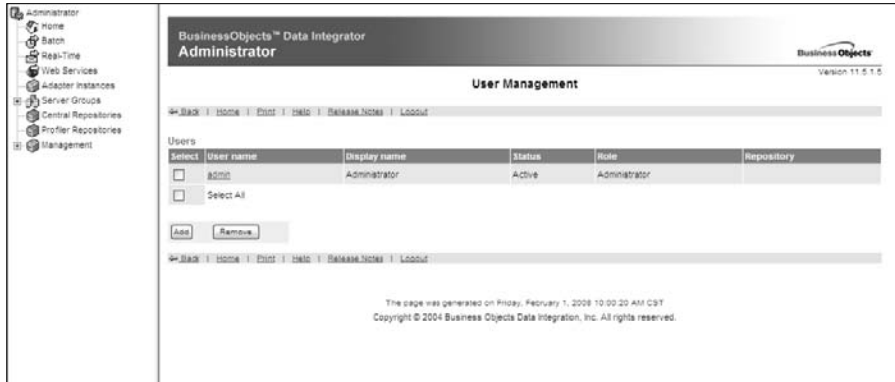 Administrator
Home
Batch
Real-Time
Web Services
Adapter Instances
Server Groups
Central Repositories
Profiler Repositories
Management
BusinessObjects™ Data Integrator
Administrator
Business Objects
Version 11.5.1.5
User Management
Back | Home | Print | Help | Release Notes | Logout
Users
Select User name Display name Status Role Repository
admin Administrator Active Administrator
Select All
Add Remove
Back | Home | Print | Help | Release Notes | Logout
The page was generated on Friday, February 1, 2008 10:00:20 AM CST
Copyright © 2004 Business Objects Data Integration, Inc. All rights reserved.